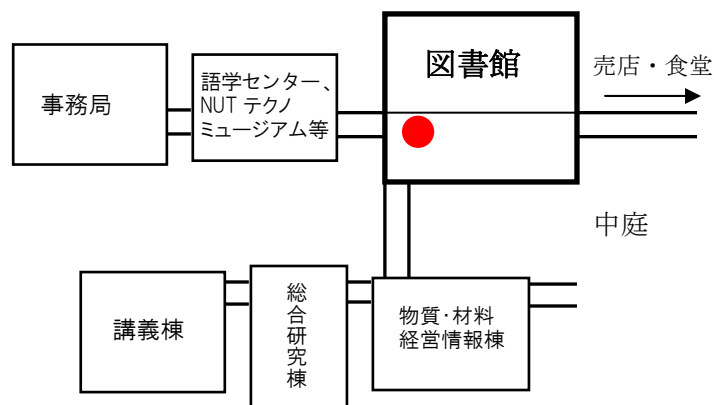 図書館
売店・食堂
語学センター、
NUT テクノ
ミュージアム等
事務局
中庭
講義棟
総合研究棟
物質・材料
経営情報棟